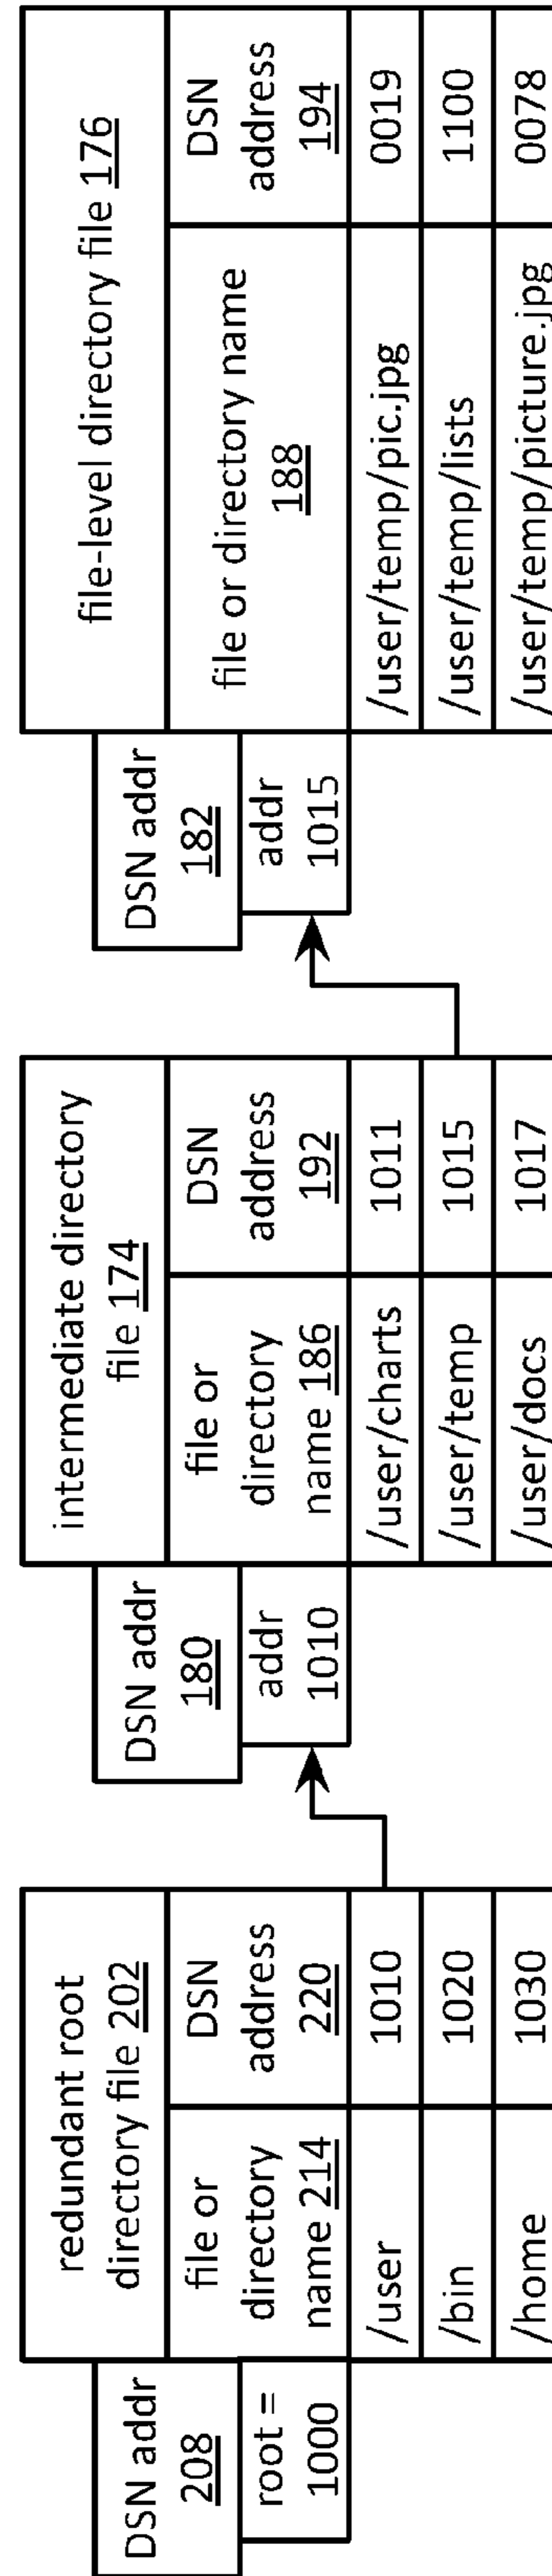 DSN addr
208
root =
1000
redundant root
directory file 202
file or
directory
name 214
DSN
address
220
/user
1010
/bin
1020
/home
1030
DSN addr
180
addr
1010
intermediate directory
file 174
file or
directory
name 186
DSN
address
192
/user/charts
1011
/user/temp
1015
/user/docs
1017
DSN addr
182
addr
1015
file-level directory file 176
file or directory name
188
DSN
address
194
/user/temp/pic.jpg
0019
/user/temp/lists
1100
/user/temp/picture.jpg
0078